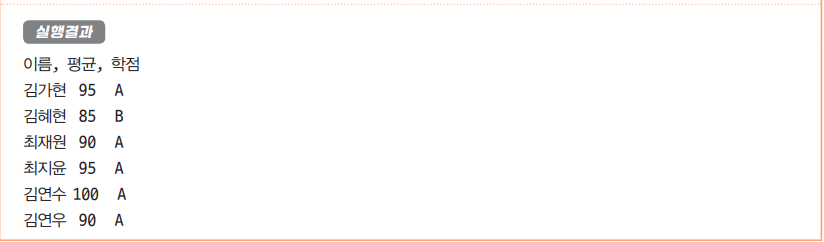 실행결과
이름, 평균, 학점
김가현 95 A
김혜현 85 B
최재원 90 A
최지윤 95 A
김연수 100 A
김연우 90 A